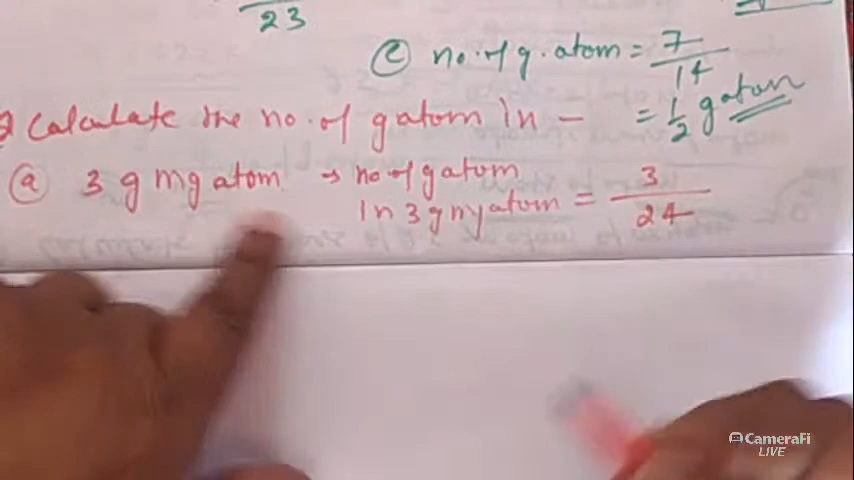 23
(c) no. of g. atom = 7/14
= 1/2 g atom
Q Calculate the no. of g atom in -
(a) 3 g mg atom → no of g atom
in 3 g mg atom = 3/24
CameraFi
LIVE